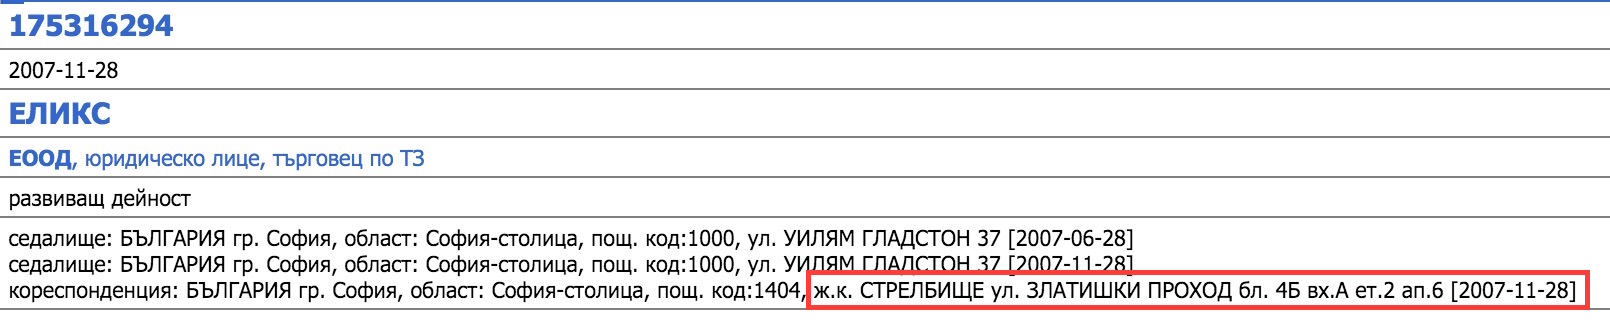 175316294
2007-11-28
ЕЛИКС
ЕООД, юридическо лице, търговец по ТЗ
развиващ дейност
седалище: БЪЛГАРИЯ гр. София, област: София-столица, пощ. код:1000, ул. УИЛЯМ ГЛАДСТОН 37 [2007-06-28]
седалище: БЪЛГАРИЯ гр. София, област: София-столица, пощ. код:1000, ул. УИЛЯМ ГЛАДСТОН 37 [2007-11-28]
кореспонденция: БЪЛГАРИЯ гр. София, област: София-столица, пощ. код:1404, ж.к. СТРЕЛБИЩЕ ул. ЗЛАТИШКИ ПРОХОД бл. 4Б вх.А ет.2 ап.6 [2007-11-28]